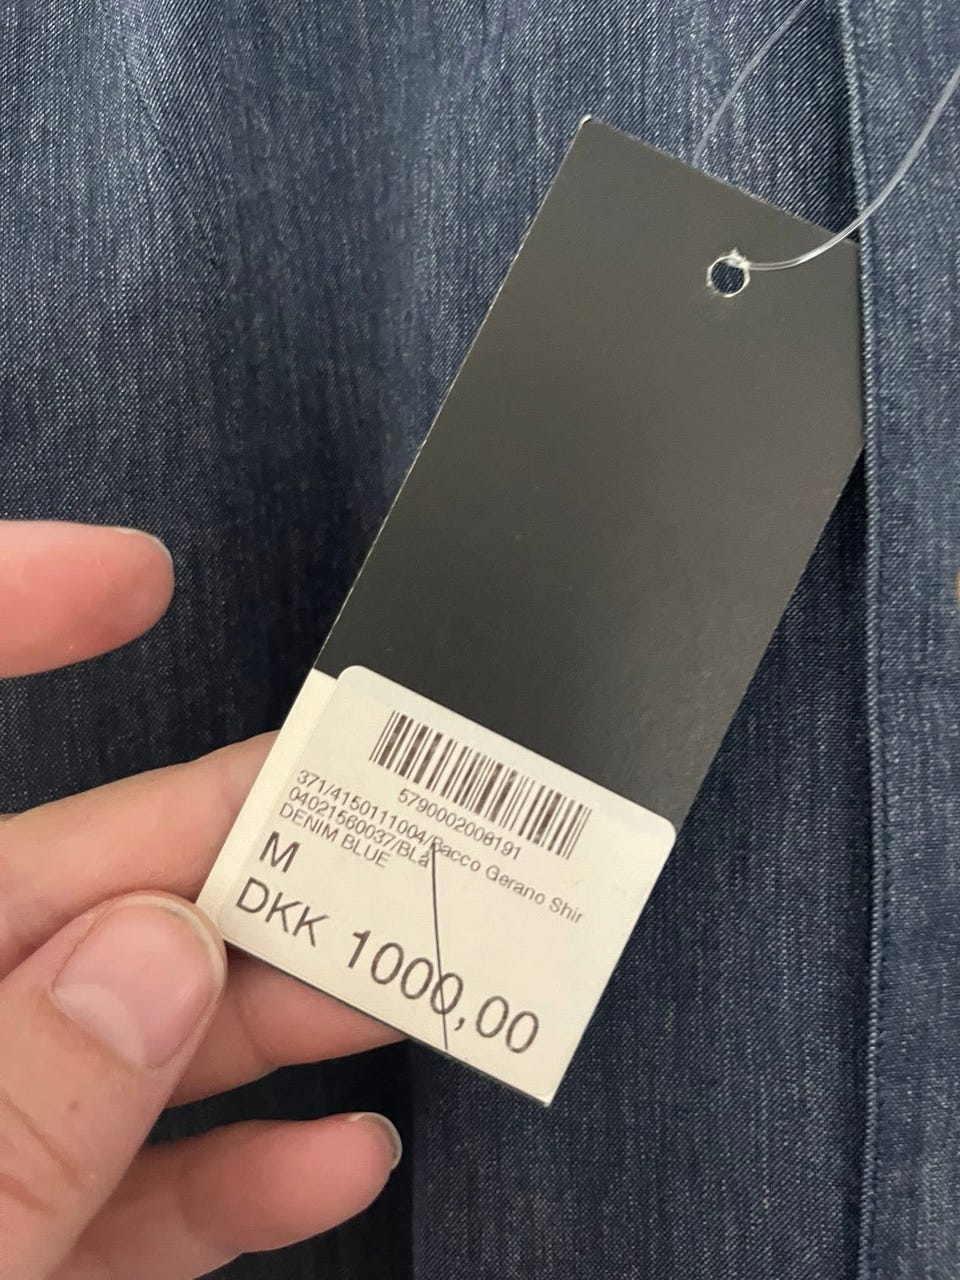 5790002008191
371/4150111004/Bacco Gerano Shir
04021560037/BLå
DENIM BLUE
M
DKK 1000,00